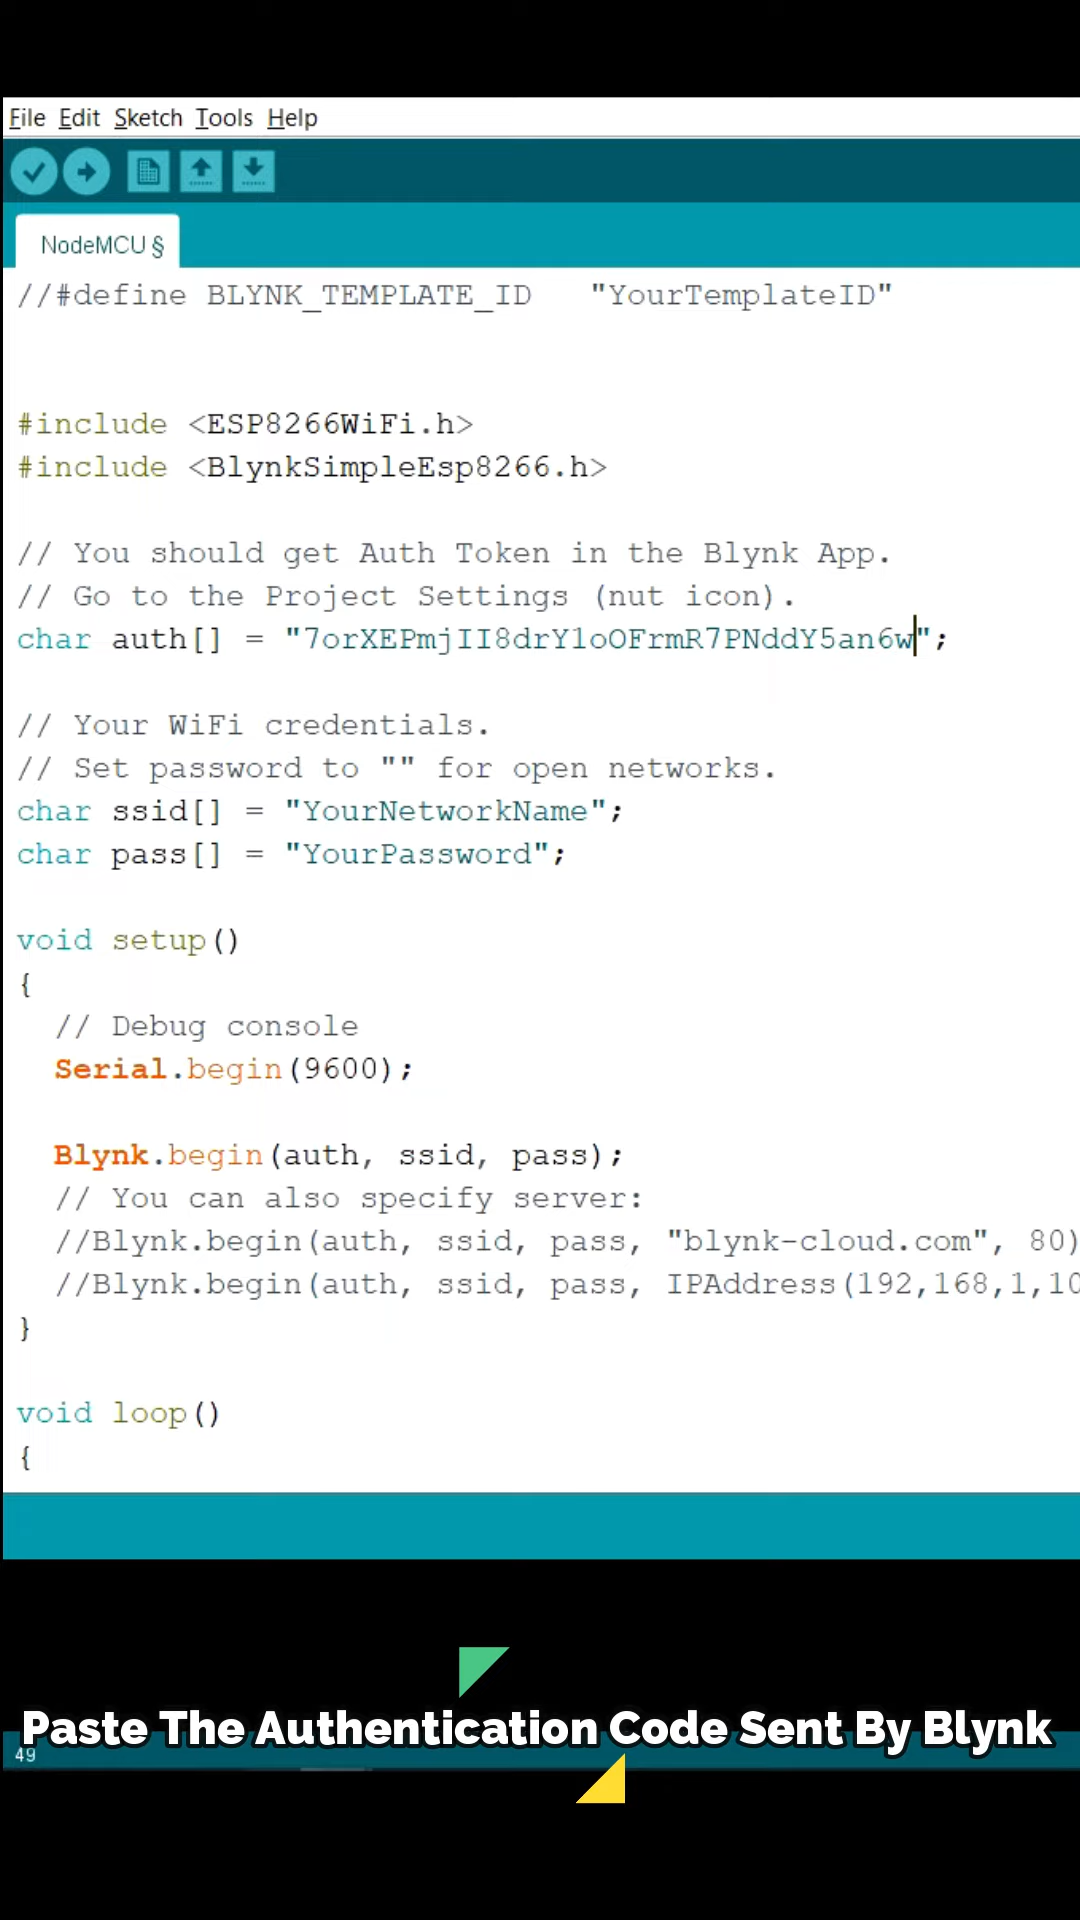 File Edit Sketch Tools Help
NodeMCU §
//#define BLYNK_TEMPLATE_ID   "YourTemplateID"
#include <ESP8266WiFi.h>
#include <BlynkSimpleEsp8266.h>
// You should get Auth Token in the Blynk App.
// Go to the Project Settings (nut icon).
char auth[] = "7orXEPmjII8drY1oOFrmR7PNddY5an6w";
// Your WiFi credentials.
// Set password to "" for open networks.
char ssid[] = "YourNetworkName";
char pass[] = "YourPassword";
void setup()
{
  // Debug console
  Serial.begin(9600);
  Blynk.begin(auth, ssid, pass);
  // You can also specify server:
  //Blynk.begin(auth, ssid, pass, "blynk-cloud.com", 80)
  //Blynk.begin(auth, ssid, pass, IPAddress(192,168,1,10
}
void loop()
{
Paste The Authentication Code Sent By Blynk
49